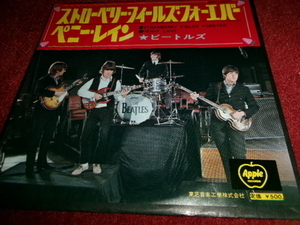 ストロベリー・フィールズ・フォーエバー
ペニー・レイン
★ビートルズ
THE
BEATLES
Apple
東芝音楽工業株式会社
定価 ¥500